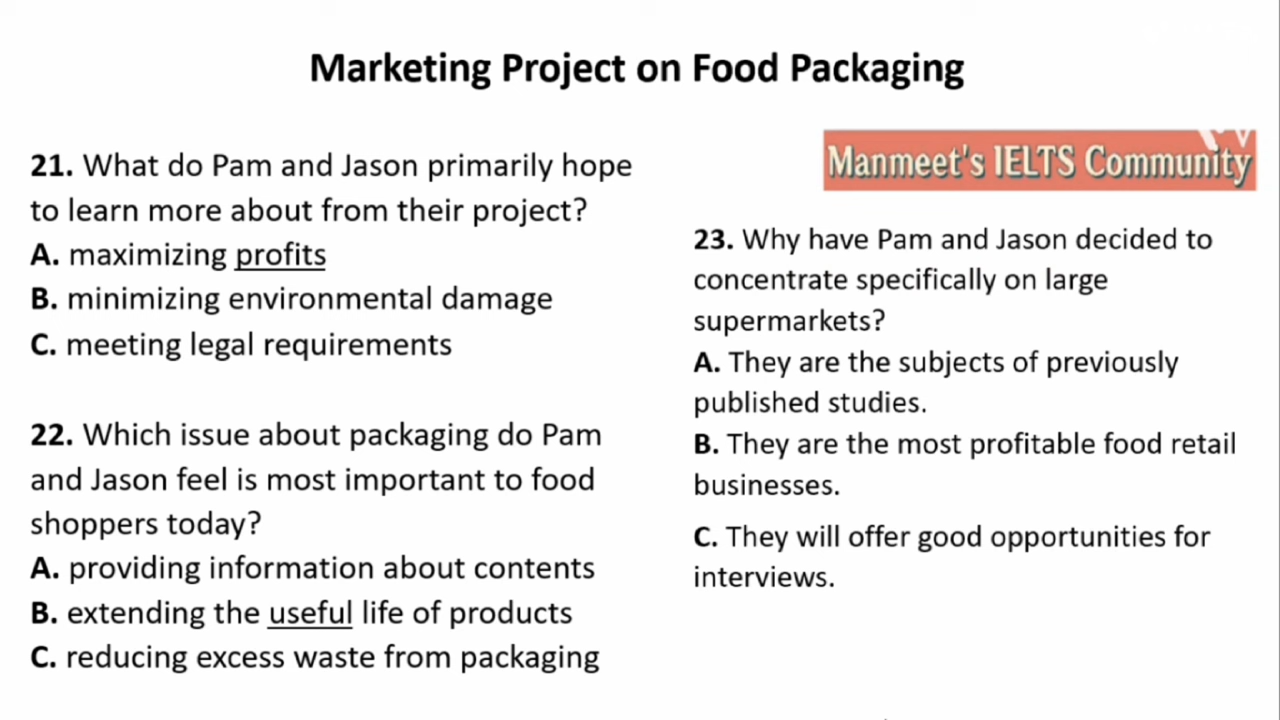 Marketing Project on Food Packaging
21. What do Pam and Jason primarily hope
to learn more about from their project?
A. maximizing profits
B. minimizing environmental damage
C. meeting legal requirements
22. Which issue about packaging do Pam
and Jason feel is most important to food
shoppers today?
A. providing information about contents
B. extending the useful life of products
C. reducing excess waste from packaging
Manmeet's IELTS Community
23. Why have Pam and Jason decided to
concentrate specifically on large
supermarkets?
A. They are the subjects of previously
published studies.
B. They are the most profitable food retail
businesses.
C. They will offer good opportunities for
interviews.